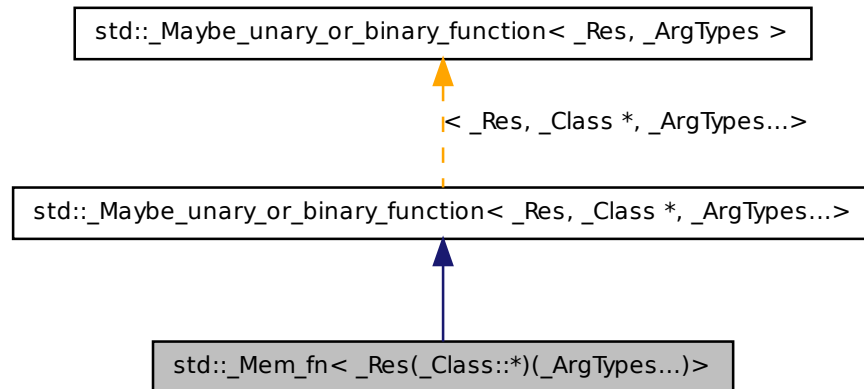 std::_Maybe_unary_or_binary_function< _Res, _ArgTypes >
< _Res, _Class *, _ArgTypes...>
std::_Maybe_unary_or_binary_function< _Res, _Class *, _ArgTypes...>
std::_Mem_fn< _Res(_Class::*)(_ArgTypes...)>